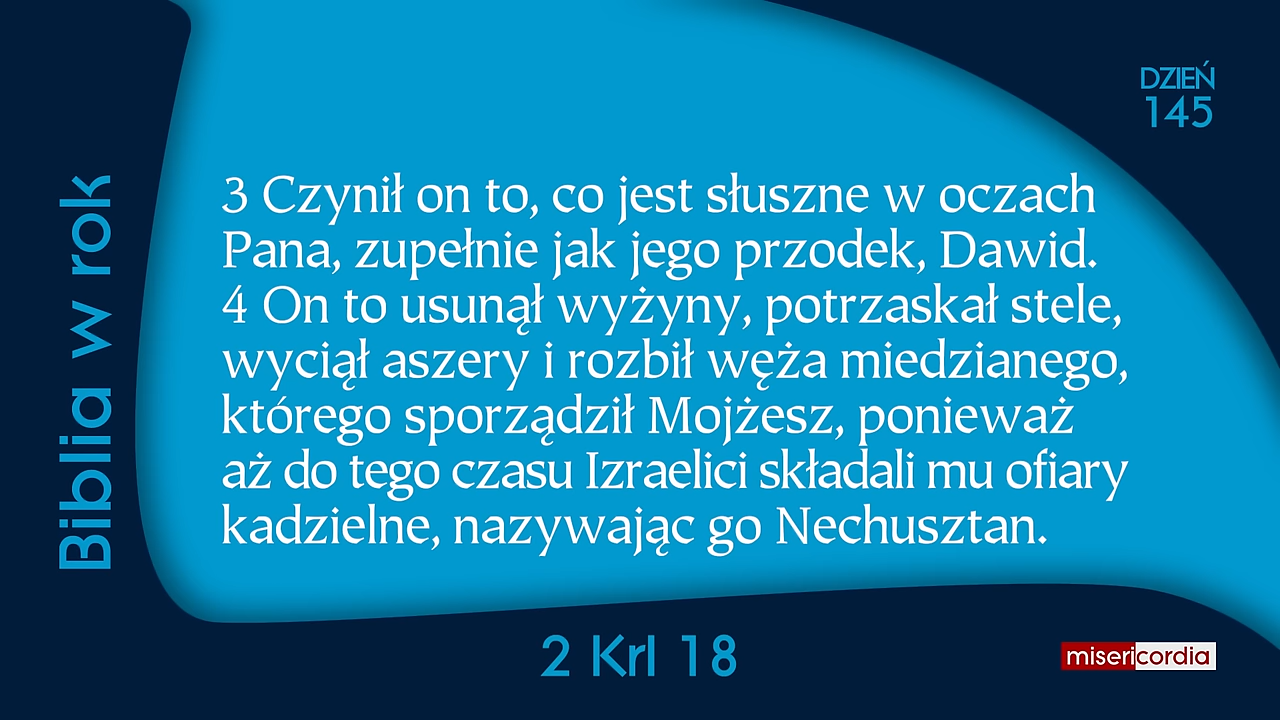 DZIEŃ
145
Biblia w rok
3 Czynił on to, co jest słuszne w oczach
Pana, zupełnie jak jego przodek, Dawid.
4 On to usunął wyżyny, potrzaskał stele,
wyciął aszery i rozbił węża miedzianego,
którego sporządził Mojżesz, ponieważ
aż do tego czasu Izraelici składali mu ofiary
kadzielne, nazywając go Nechusztan.
2 Krl 18
misericordia